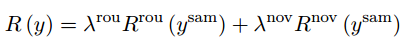 R (y) = λ^rou R^rou (y^sam) + λ^nov R^nov (y^sam)